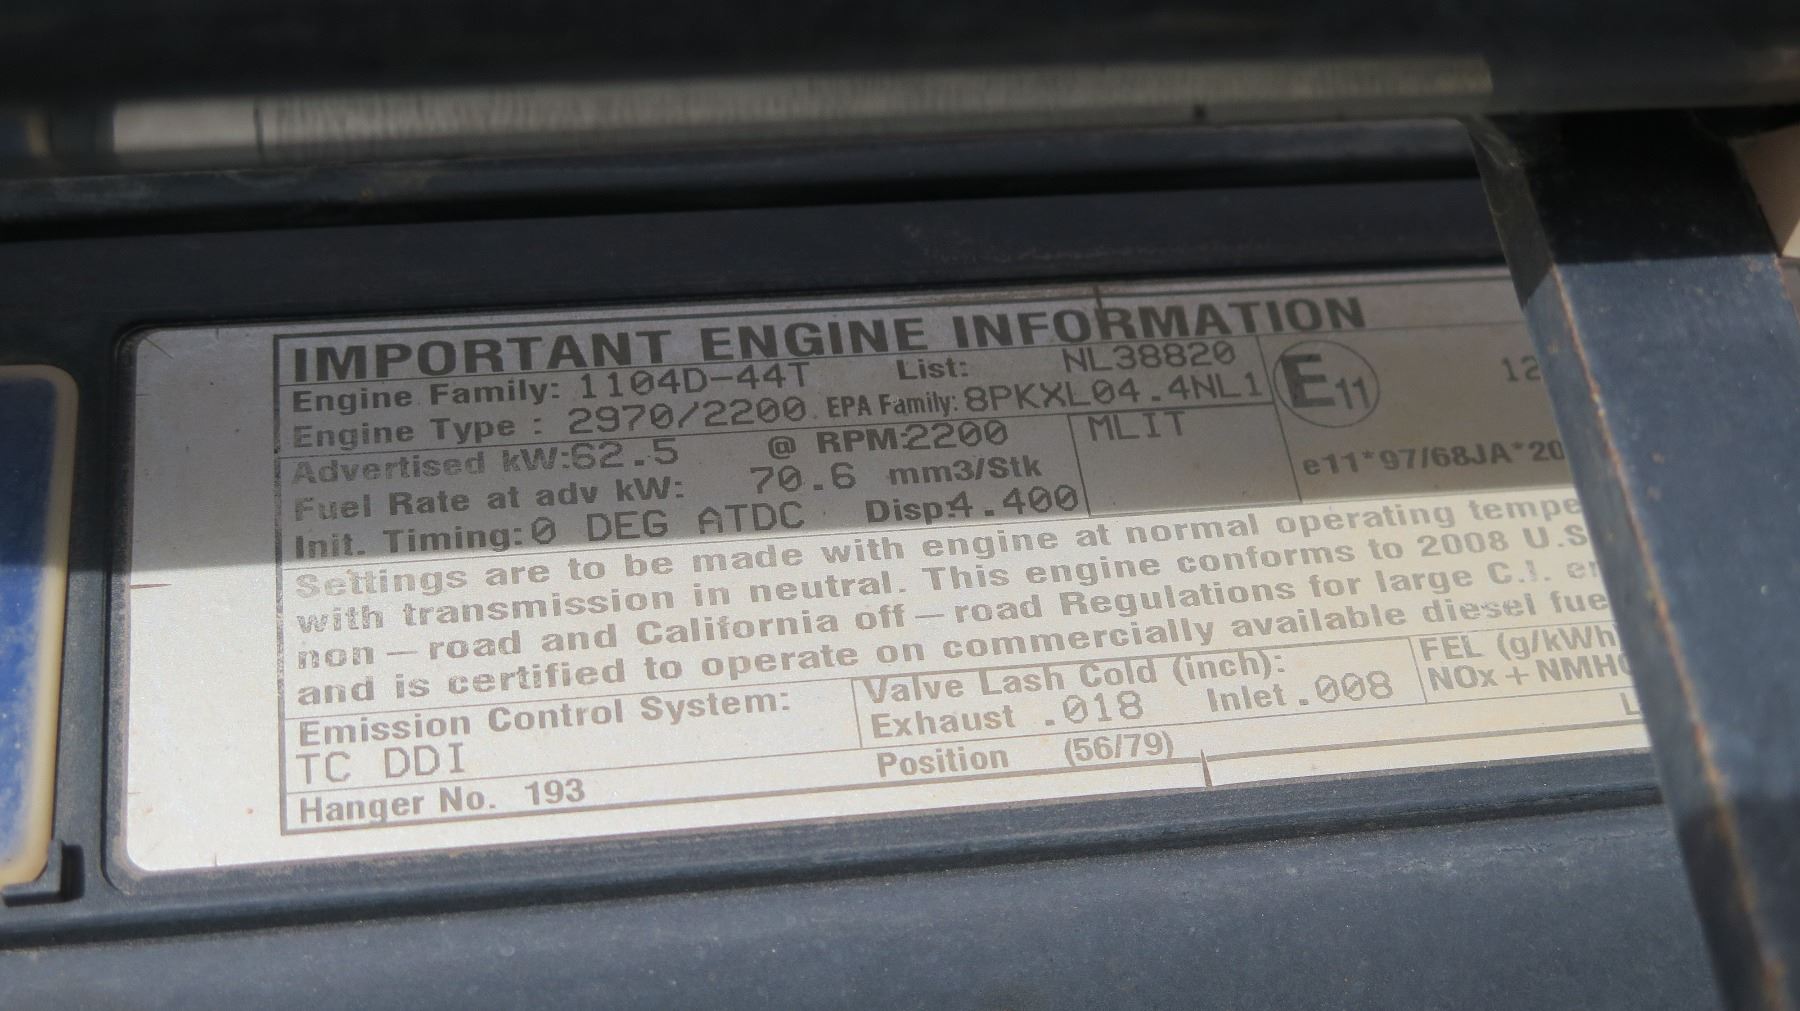 IMPORTANT ENGINE INFORMATION
Engine Family: 1104D-44T List: NL38820
Engine Type : 2970/2200 EPA Family: 8PKXL04.4NL1
E11 12
Advertised kW:62.5 @ RPM:2200 MLIT
Fuel Rate at adv kW: 70.6 mm3/Stk
e11*97/68JA*20
Init. Timing:0 DEG ATDC Disp:4.400
Settings are to be made with engine at normal operating tempe
with transmission in neutral. This engine conforms to 2008 U.S
non – road and California off – road Regulations for large C.I. en
and is certified to operate on commercially available diesel fue
Emission Control System: Valve Lash Cold (inch): FEL (g/kWh
TC DDI Exhaust .018 Inlet .008 NOx + NMHC
Hanger No. 193 Position (56/79) L